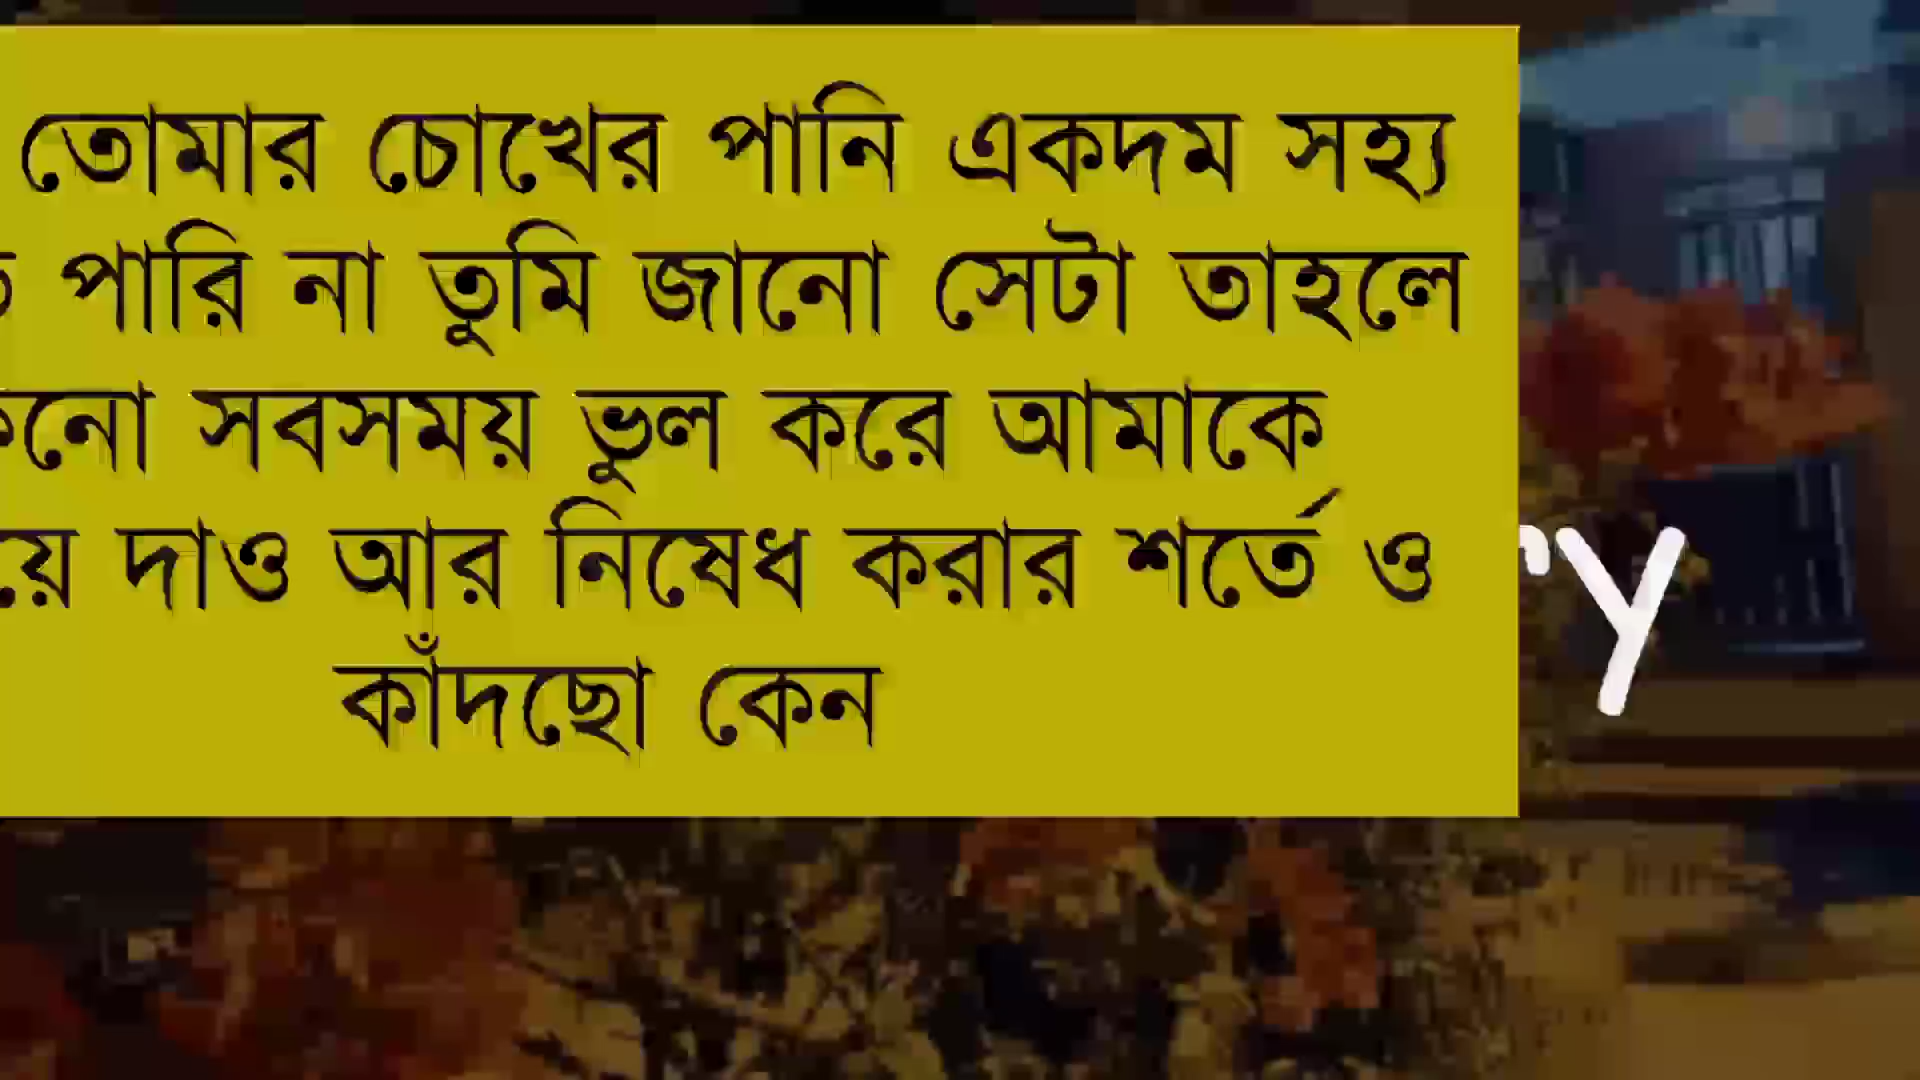 তোমার চোখের পানি একদম সহ্য
পারি না তুমি জানো সেটা তাহলে
সবসময় ভুল করে আমাকে
দাও আর নিষেধ করার শর্তে ও
কাঁদছো কেন